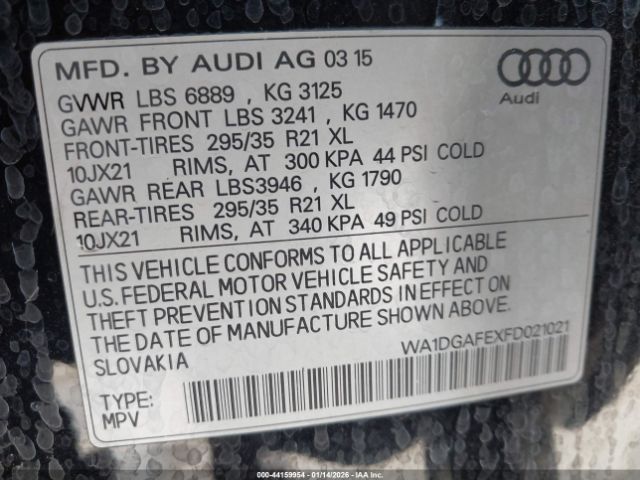 MFD. BY AUDI AG 03 15
Audi
GVWR LBS 6889 , KG 3125
GAWR FRONT LBS 3241 , KG 1470
FRONT-TIRES 295/35 R21 XL
10JX21 RIMS, AT 300 KPA 44 PSI COLD
GAWR REAR LBS3946 , KG 1790
REAR-TIRES 295/35 R21 XL
10JX21 RIMS, AT 340 KPA 49 PSI COLD
THIS VEHICLE CONFORMS TO ALL APPLICABLE
U.S. FEDERAL MOTOR VEHICLE SAFETY AND
THEFT PREVENTION STANDARDS IN EFFECT ON
THE DATE OF MANUFACTURE SHOWN ABOVE.
SLOVAKIA
WA1DGAFEXFD021021
TYPE:
MPV
000-44159954 | 01/14/2026 - COPART, INC.